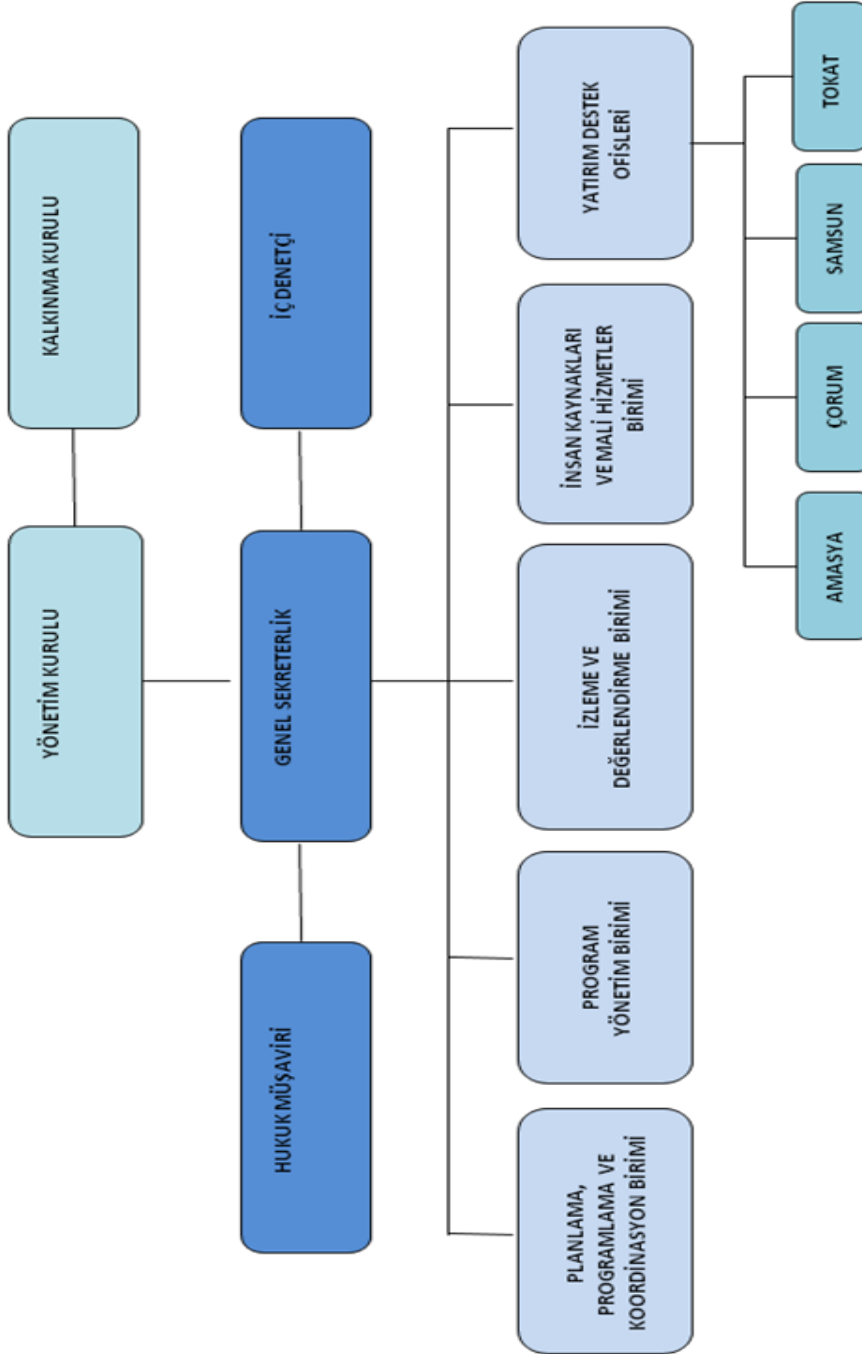 YÖNETİM KURULU
KALKINMA KURULU
HUKUK MÜŞAVİRİ
GENEL SEKRETERLİK
İÇ DENETÇİ
PLANLAMA,
PROGRAMLAMA VE
KOORDİNASYON BİRİMİ
PROGRAM
YÖNETİM BİRİMİ
İZLEME VE
DEĞERLENDİRME BİRİMİ
İNSAN KAYNAKLARI
VE MALİ HİZMETLER
BİRİMİ
YATIRIM DESTEK
OFİSLERİ
AMASYA
ÇORUM
SAMSUN
TOKAT